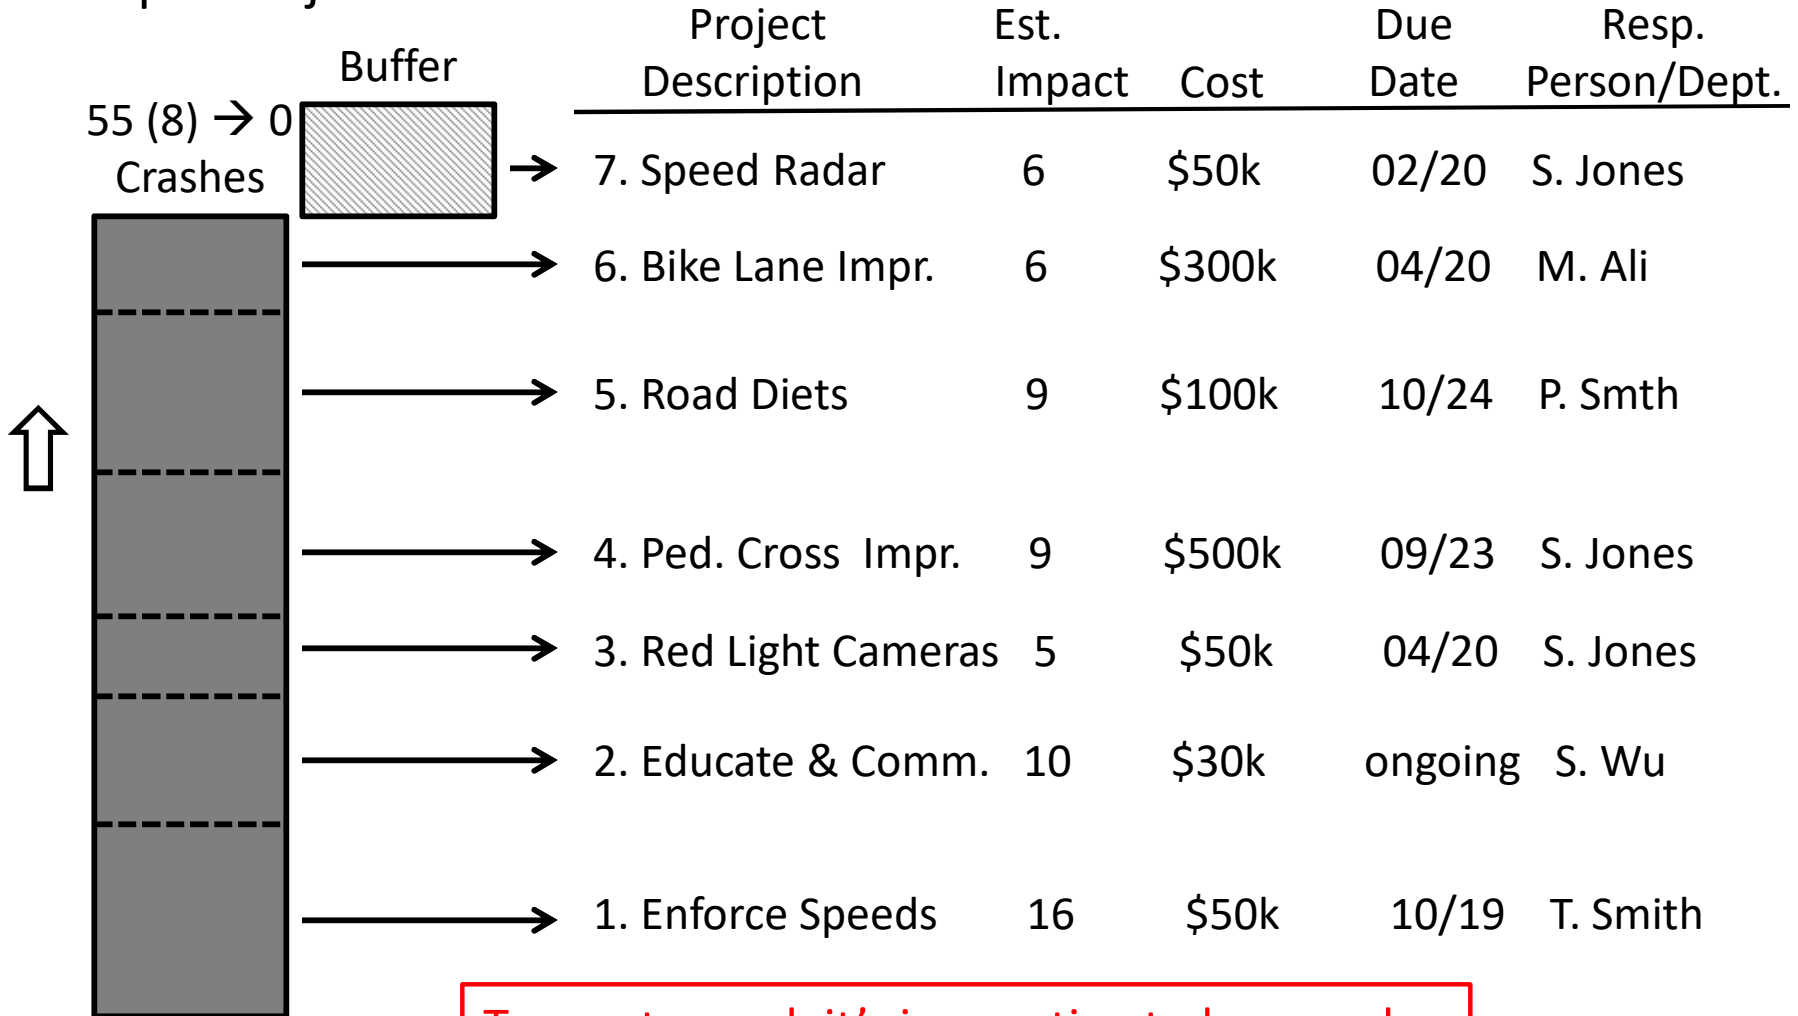 Project Est. Due Resp.
Buffer Description Impact Cost Date Person/Dept.
55 (8) → 0
Crashes
7. Speed Radar 6 $50k 02/20 S. Jones
6. Bike Lane Impr. 6 $300k 04/20 M. Ali
5. Road Diets 9 $100k 10/24 P. Smth
4. Ped. Cross Impr. 9 $500k 09/23 S. Jones
3. Red Light Cameras 5 $50k 04/20 S. Jones
2. Educate & Comm. 10 $30k ongoing S. Wu
1. Enforce Speeds 16 $50k 10/19 T. Smith